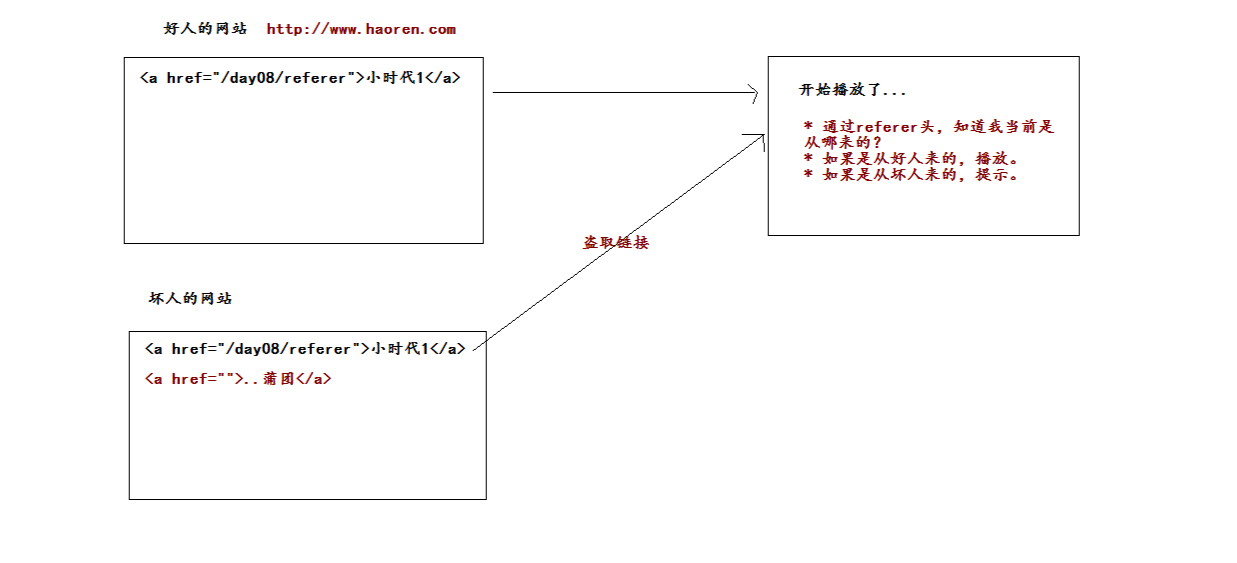 好人的网站 http://www.haoren.com
<a href="/day08/referer">小时代1</a>
开始播放了...
* 通过referer头，知道我当前是
从哪来的？
* 如果是从好人来的，播放。
* 如果是从坏人来的，提示。
盗取链接
坏人的网站
<a href="/day08/referer">小时代1</a>
<a href="">..蒲团</a>